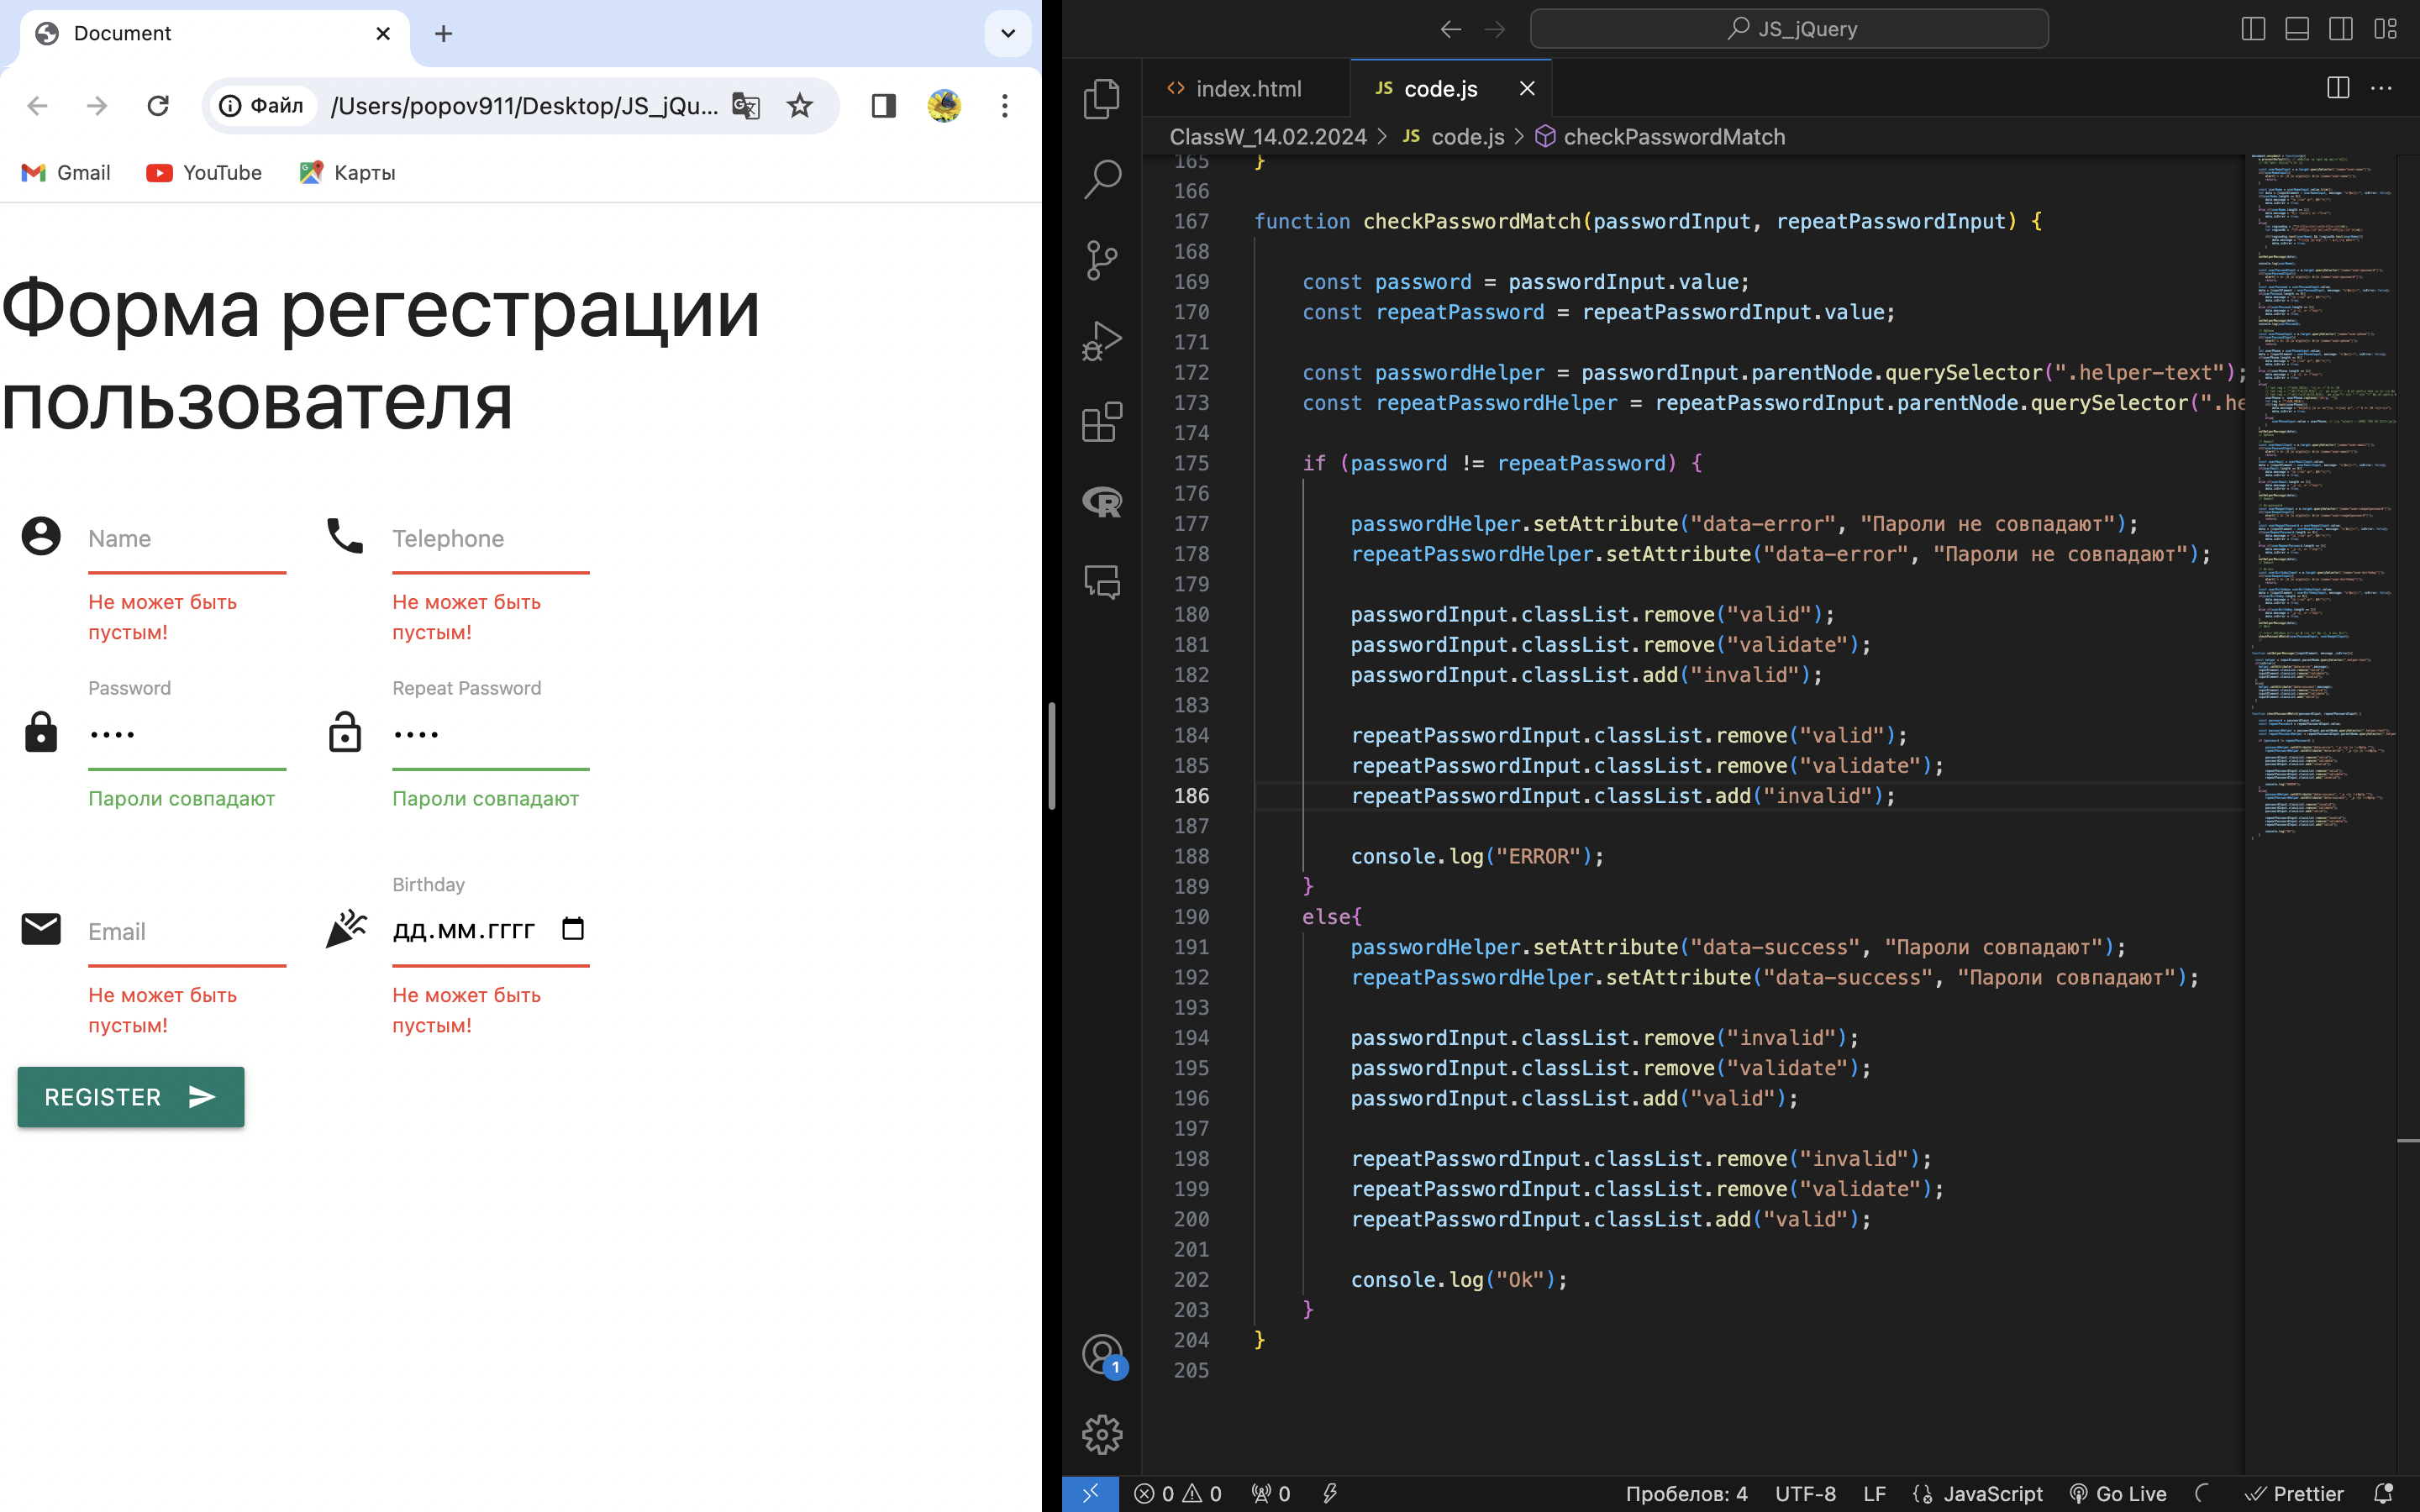 Document
Файл
/Users/popov911/Desktop/JS_jQu...
Gmail
YouTube
Карты
Форма регестрации
пользователя
Name
Telephone
Не может быть
пустым!
Не может быть
пустым!
Password
Repeat Password
••••
••••
Пароли совпадают
Пароли совпадают
Birthday
Email
дд.мм.гггг
Не может быть
пустым!
Не может быть
пустым!
REGISTER
JS_jQuery
<> index.html
JS code.js
ClassW_14.02.2024 > JS code.js > checkPasswordMatch
165 }
166
167 function checkPasswordMatch(passwordInput, repeatPasswordInput) {
168
169 const password = passwordInput.value;
170 const repeatPassword = repeatPasswordInput.value;
171
172 const passwordHelper = passwordInput.parentNode.querySelector(".helper-text");
173 const repeatPasswordHelper = repeatPasswordInput.parentNode.querySelector(".he
174
175 if (password != repeatPassword) {
176
177 passwordHelper.setAttribute("data-error", "Пароли не совпадают");
178 repeatPasswordHelper.setAttribute("data-error", "Пароли не совпадают");
179
180 passwordInput.classList.remove("valid");
181 passwordInput.classList.remove("validate");
182 passwordInput.classList.add("invalid");
183
184 repeatPasswordInput.classList.remove("valid");
185 repeatPasswordInput.classList.remove("validate");
186 repeatPasswordInput.classList.add("invalid");
187
188 console.log("ERROR");
189 }
190 else{
191 passwordHelper.setAttribute("data-success", "Пароли совпадают");
192 repeatPasswordHelper.setAttribute("data-success", "Пароли совпадают");
193
194 passwordInput.classList.remove("invalid");
195 passwordInput.classList.remove("validate");
196 passwordInput.classList.add("valid");
197
198 repeatPasswordInput.classList.remove("invalid");
199 repeatPasswordInput.classList.remove("validate");
200 repeatPasswordInput.classList.add("valid");
201
202 console.log("Ok");
203 }
204 }
205
1
0 0 0 Пробелов: 4 UTF-8 LF JavaScript Go Live Prettier